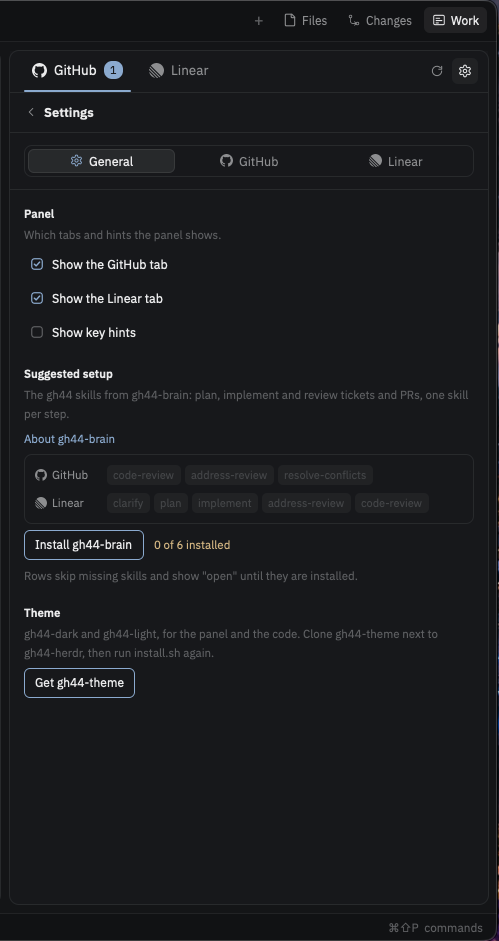 + Files Changes Work
GitHub 1 Linear
Settings
General GitHub Linear
Panel
Which tabs and hints the panel shows.
Show the GitHub tab
Show the Linear tab
Show key hints
Suggested setup
The gh44 skills from gh44-brain: plan, implement and review tickets and PRs, one skill
per step.
About gh44-brain
GitHub code-review address-review resolve-conflicts
Linear clarify plan implement address-review code-review
Install gh44-brain 0 of 6 installed
Rows skip missing skills and show "open" until they are installed.
Theme
gh44-dark and gh44-light, for the panel and the code. Clone gh44-theme next to
gh44-herdr, then run install.sh again.
Get gh44-theme
⌘⇧P commands